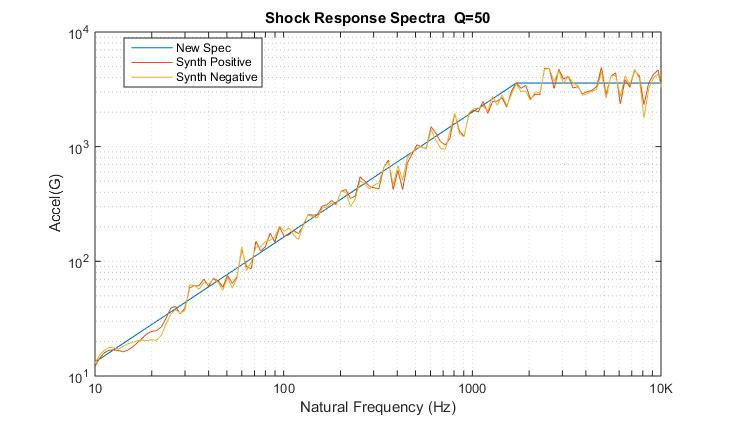 Shock Response Spectra Q=50
New Spec
Synth Positive
Synth Negative
10^4
10^3
10^2
10^1
Accel(G)
10 100 1000 10K
Natural Frequency (Hz)